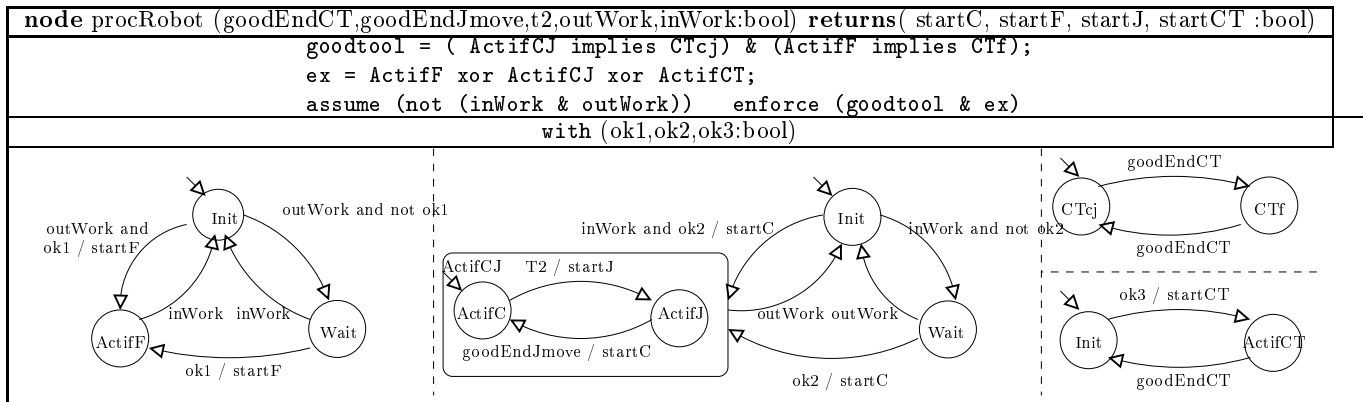 node procRobot (goodEndCT,goodEndJmove,t2,outWork,inWork:bool) returns( startC, startF, startJ, startCT :bool)
goodtool = ( ActifCJ implies CTcj) & (ActifF implies CTf);
ex = ActifF xor ActifCJ xor ActifCT;
assume (not (inWork & outWork)) enforce (goodtool & ex)
with (ok1,ok2,ok3:bool)
Init
outWork and not ok1
outWork and
ok1 / startF
inWork inWork
ActifF
Wait
ok1 / startF
Init
inWork and ok2 / startC
inWork and not ok2
ActifCJ
T2 / startJ
ActifC
ActifJ
goodEndJmove / startC
outWork outWork
Wait
ok2 / startC
goodEndCT
CTcj
CTf
goodEndCT
ok3 / startCT
Init
ActifCT
goodEndCT